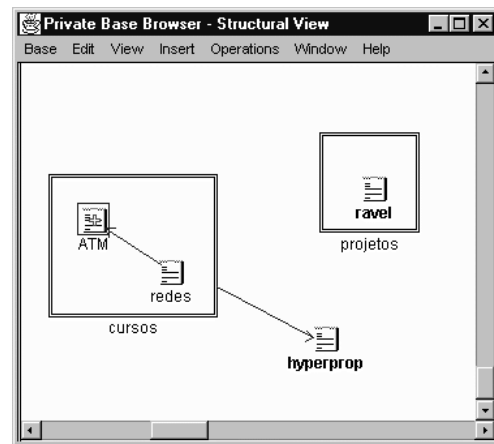 Private Base Browser - Structural View
Base Edit View Insert Operations Window Help
ravel
projetos
ATM
redes
cursos
hyperprop